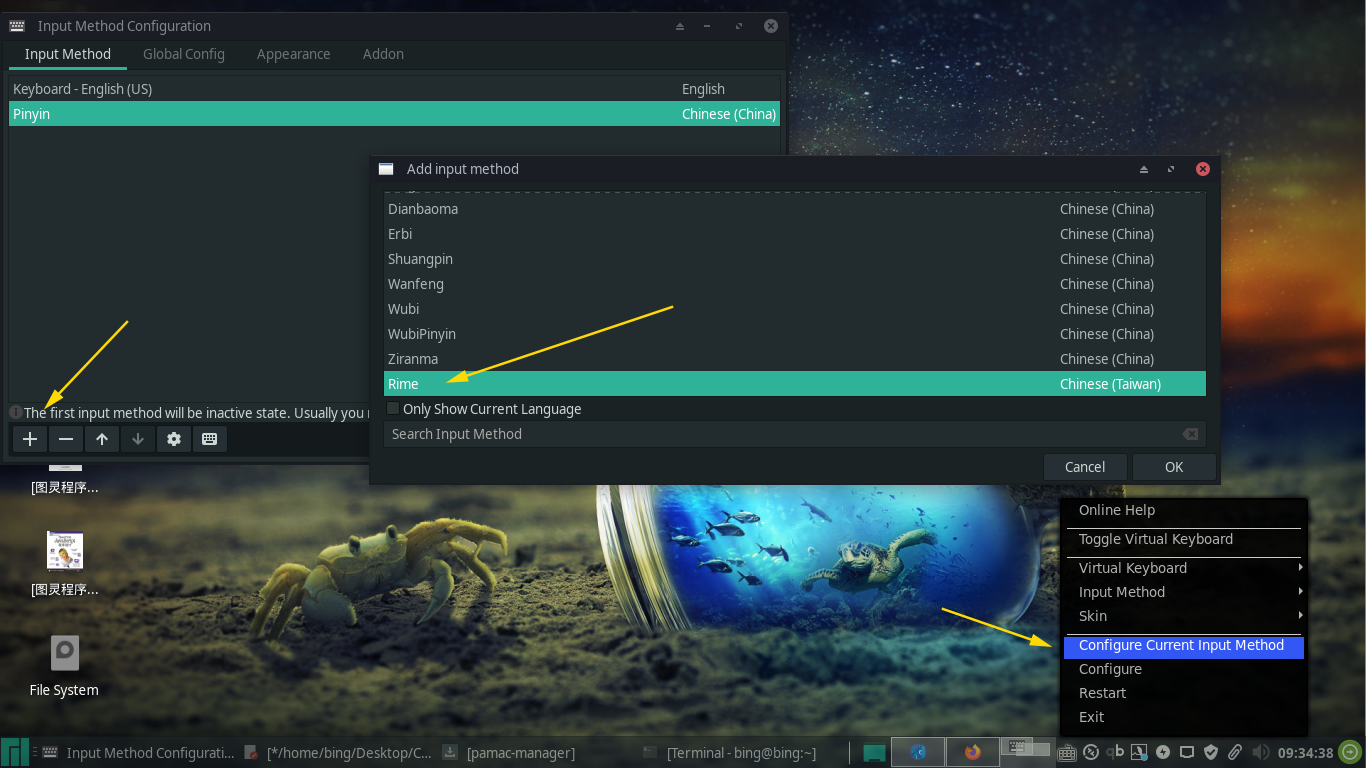 Input Method Configuration
Input Method
Global Config
Appearance
Addon
Keyboard - English (US)
English
Pinyin
Chinese (China)
The first input method will be inactive state. Usually you
Add input method
Dianbaoma
Chinese (China)
Erbi
Chinese (China)
Shuangpin
Chinese (China)
Wanfeng
Chinese (China)
Wubi
Chinese (China)
WubiPinyin
Chinese (China)
Ziranma
Chinese (China)
Rime
Chinese (Taiwan)
Only Show Current Language
Search Input Method
Cancel
OK
[图灵程序...
[图灵程序...
File System
Online Help
Toggle Virtual Keyboard
Virtual Keyboard
Input Method
Skin
Configure Current Input Method
Configure
Restart
Exit
Input Method Configurati...
[*/home/bing/Desktop/C...
[pamac-manager]
[Terminal - bing@bing:~]
qb
09:34:38